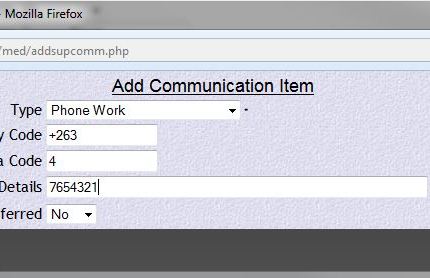 - Mozilla Firefox
/med/addsupcomm.php
Add Communication Item
Type Phone Work -
y Code +263
a Code 4
Details 7654321
ferred No